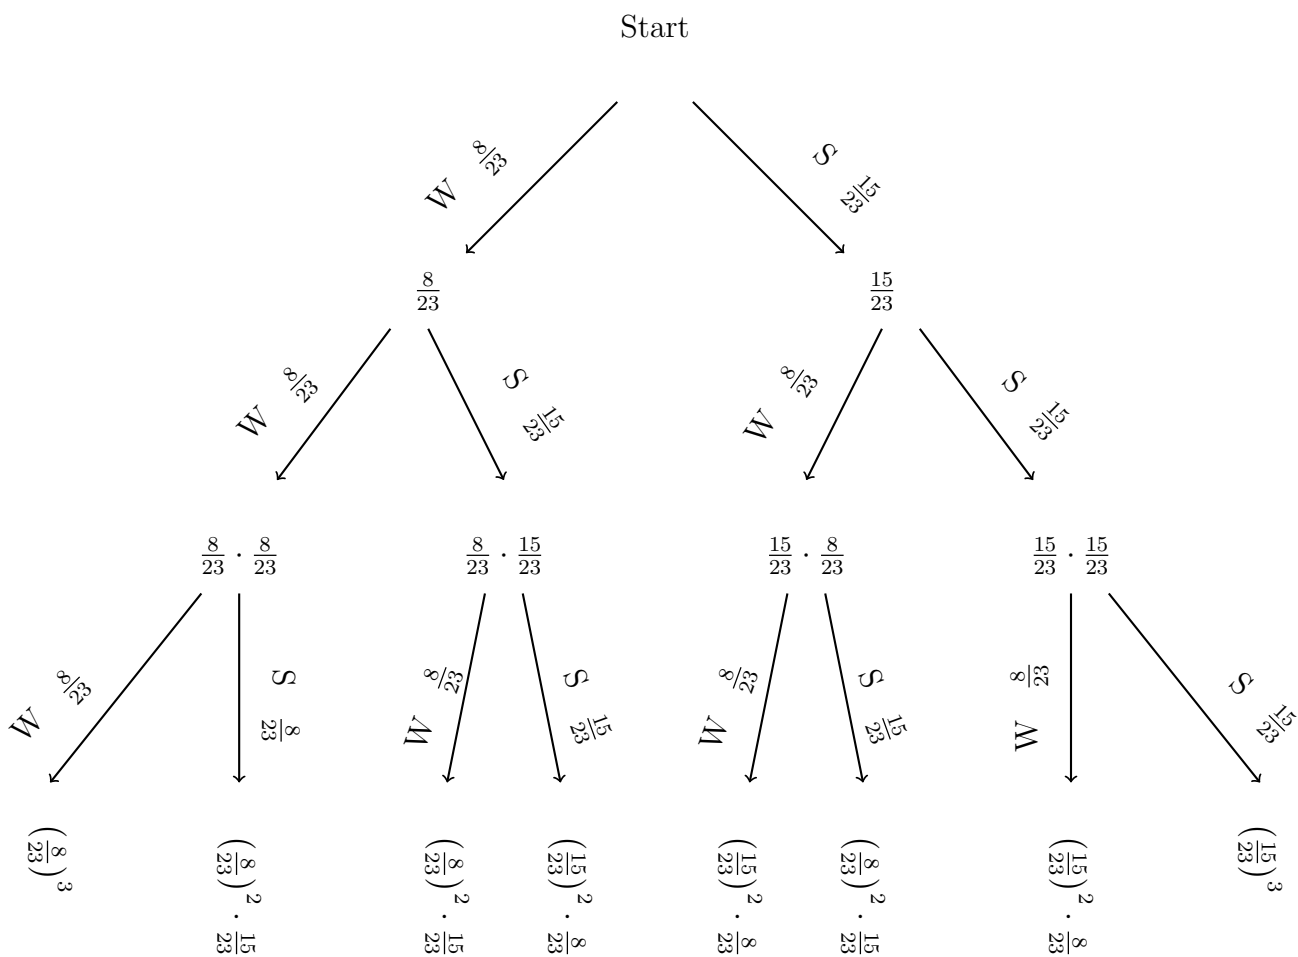 Start
W 8/23
S 15/23
8/23
15/23
W 8/23
S 15/23
W 8/23
S 15/23
8/23 · 8/23
8/23 · 15/23
15/23 · 8/23
15/23 · 15/23
W 8/23
S 8/23
W 8/23
S 15/23
W 8/23
S 15/23
W 8/23
S 15/23
(8/23)³
(8/23)² · 15/23
(8/23)² · 15/23
(15/23)² · 8/23
(15/23)² · 8/23
(8/23)² · 15/23
(15/23)² · 8/23
(15/23)³